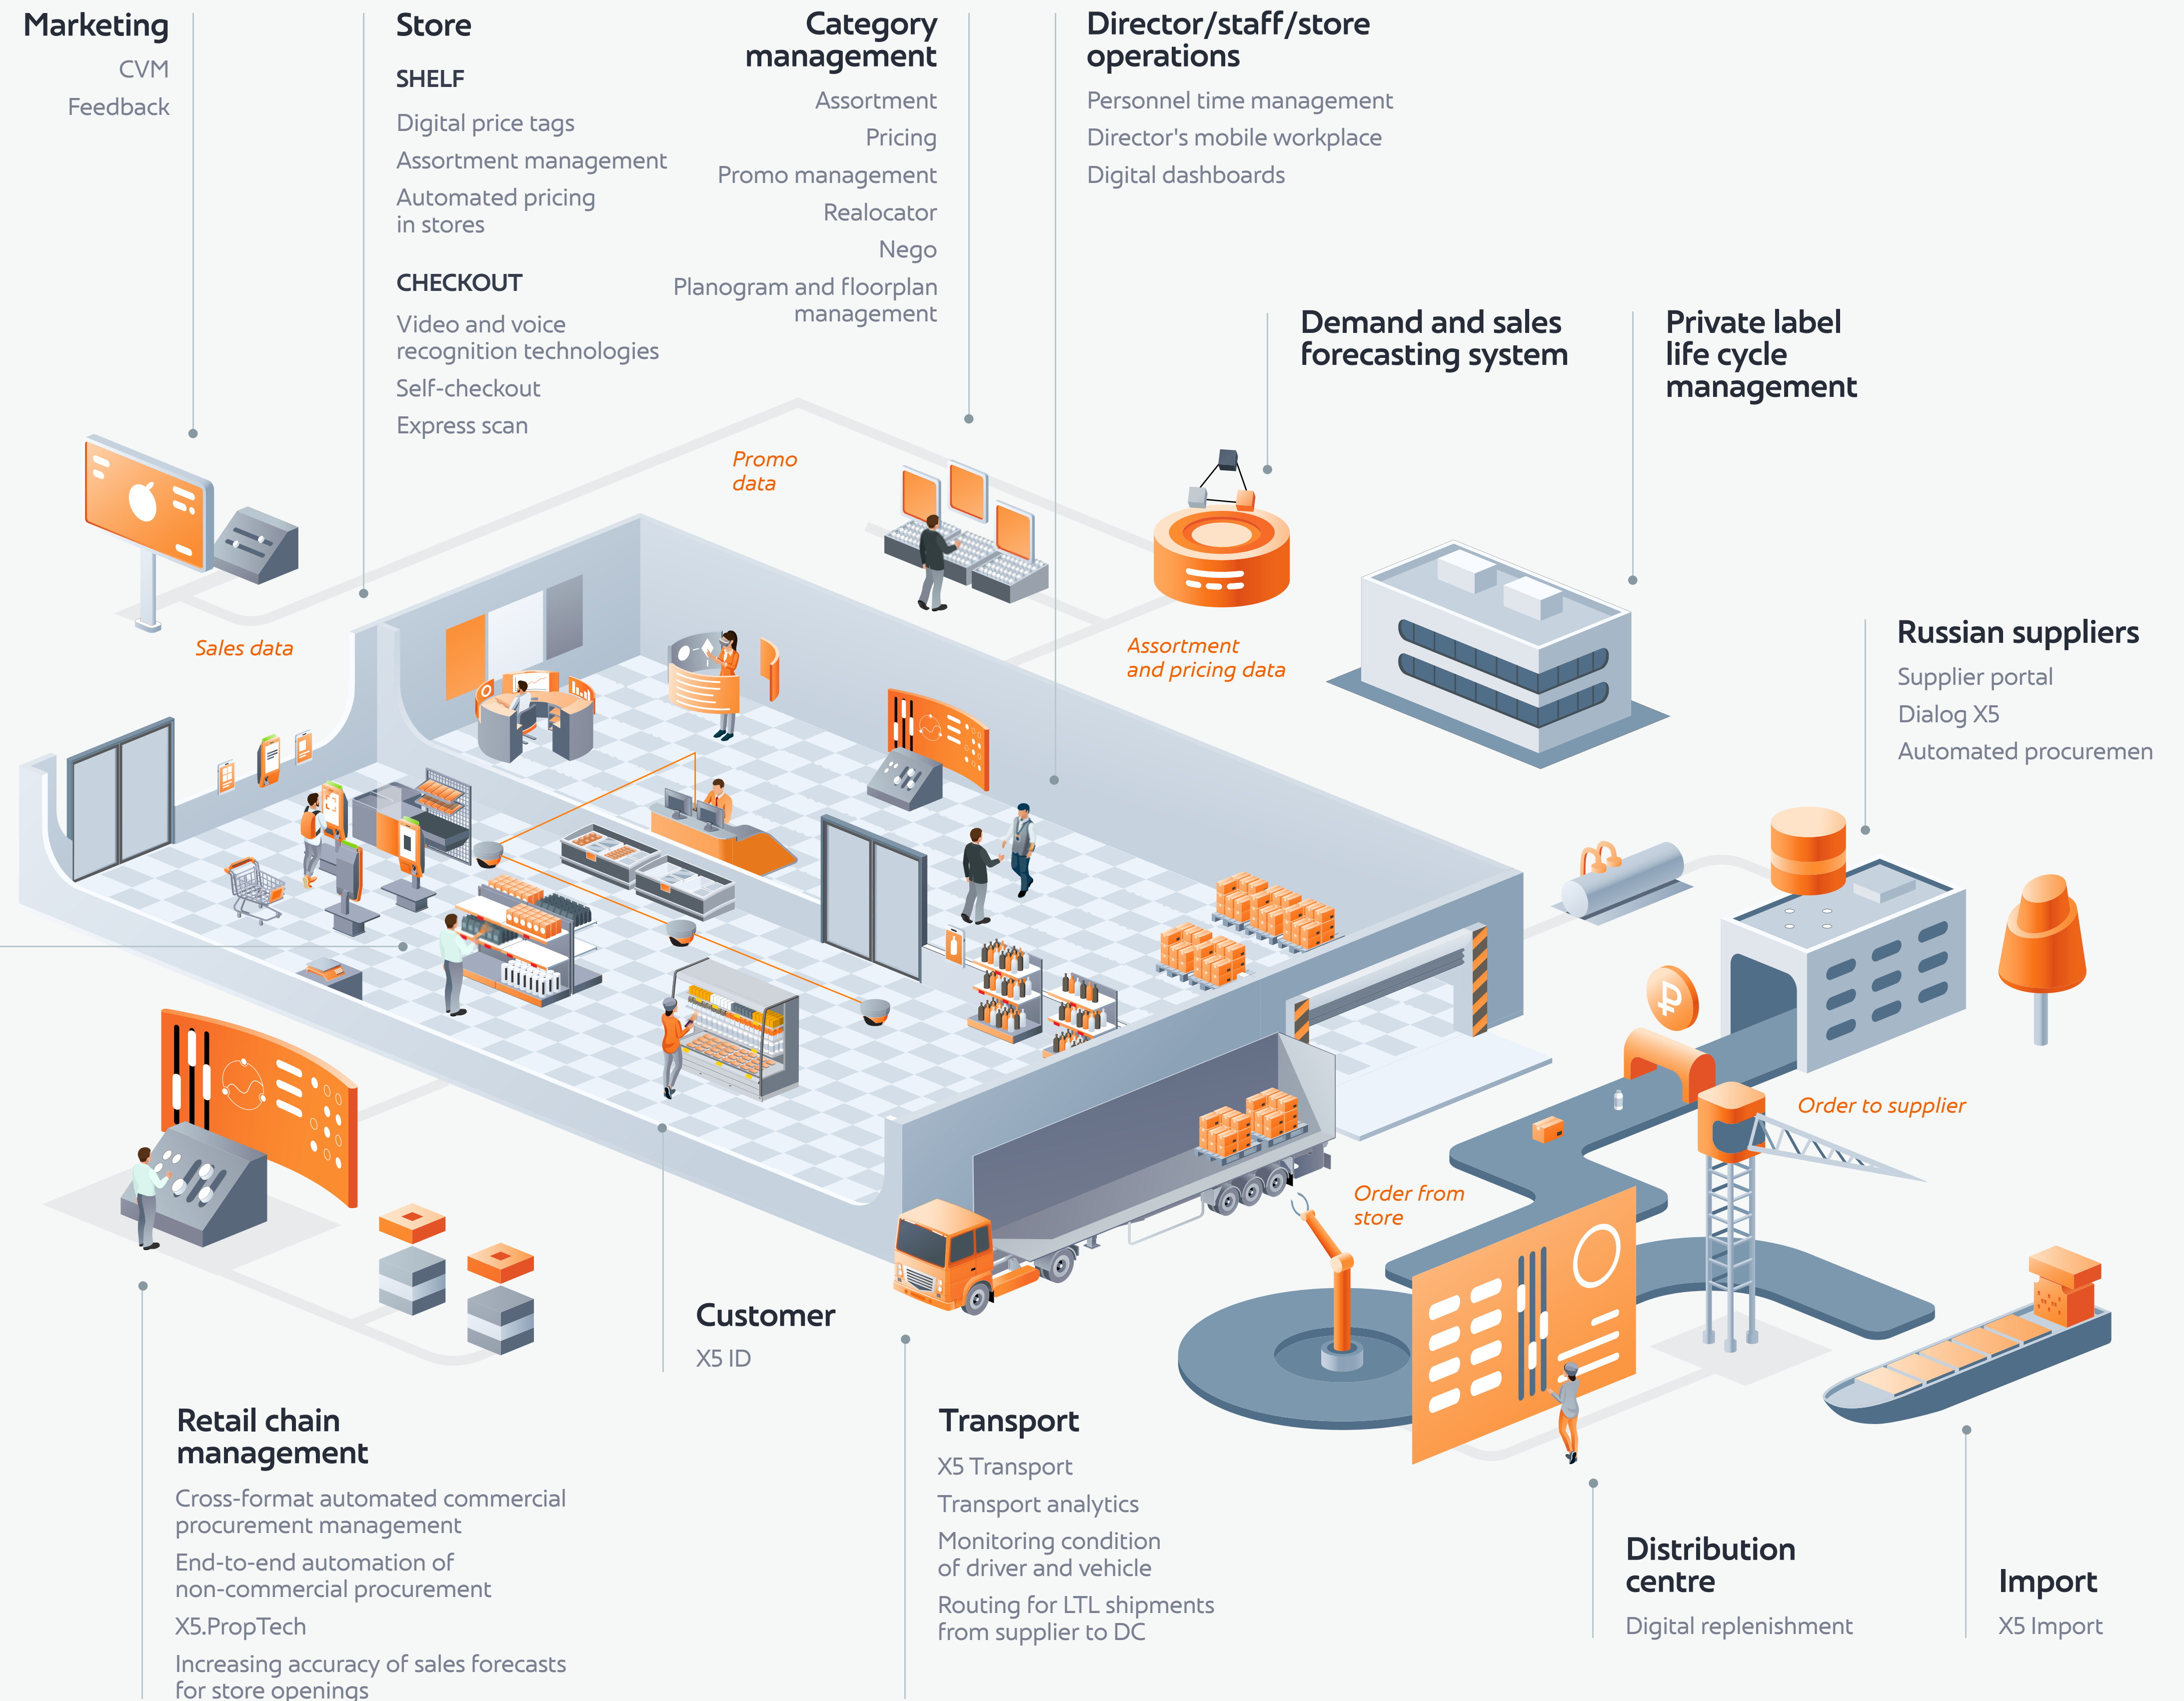 Marketing
CVM
Feedback
Store
SHELF
Digital price tags
Assortment management
Automated pricing
in stores
CHECKOUT
Video and voice
recognition technologies
Self-checkout
Express scan
Category
management
Assortment
Pricing
Promo management
Realocator
Nego
Planogram and floorplan
management
Director/staff/store
operations
Personnel time management
Director's mobile workplace
Digital dashboards
Demand and sales
forecasting system
Private label
life cycle
management
Promo
data
Sales data
Assortment
and pricing data
Russian suppliers
Supplier portal
Dialog X5
Automated procuremen
₽
Order to supplier
Order from
store
Customer
X5 ID
Retail chain
management
Cross-format automated commercial
procurement management
End-to-end automation of
non-commercial procurement
X5.PropTech
Increasing accuracy of sales forecasts
for store openings
Transport
X5 Transport
Transport analytics
Monitoring condition
of driver and vehicle
Routing for LTL shipments
from supplier to DC
Distribution
centre
Digital replenishment
Import
X5 Import